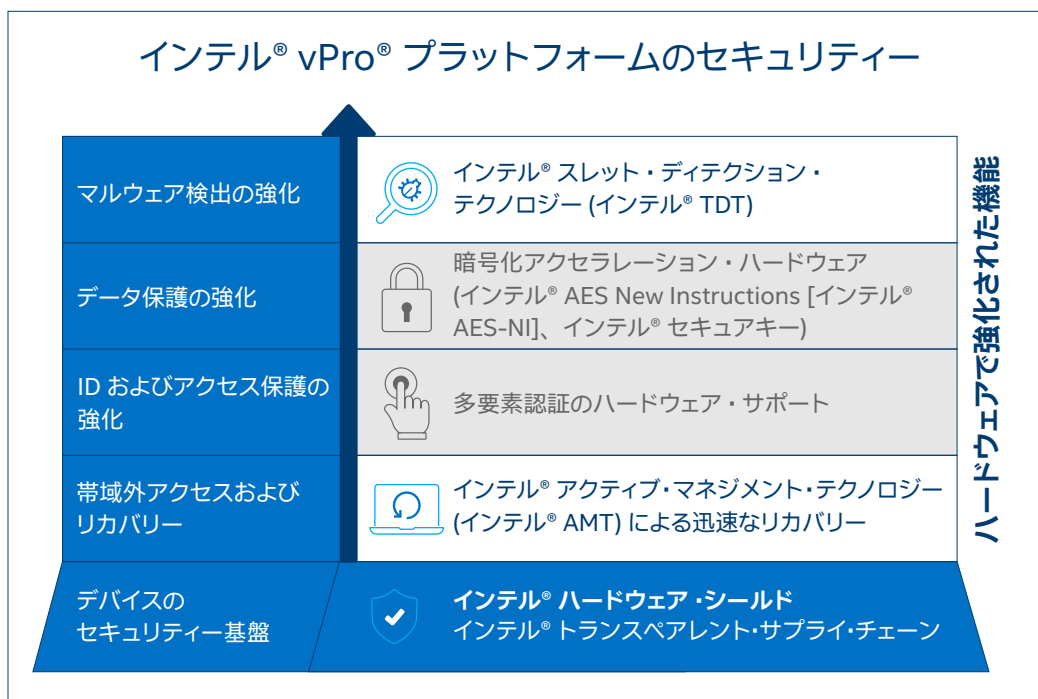 インテル® vPro® プラットフォームのセキュリティー
マルウェア検出の強化
インテル® スレット・ディテクション・
テクノロジー (インテル® TDT)
データ保護の強化
暗号化アクセラレーション・ハードウェア
(インテル® AES New Instructions [インテル®
AES-NI]、インテル® セキュアキー)
ID およびアクセス保護の
強化
多要素認証のハードウェア・サポート
帯域外アクセスおよび
リカバリー
インテル® アクティブ・マネジメント・テクノロジー
(インテル® AMT) による迅速なリカバリー
デバイスの
セキュリティー基盤
インテル® ハードウェア・シールド
インテル® トランスペアレント・サプライ・チェーン
ハードウェアで強化された機能